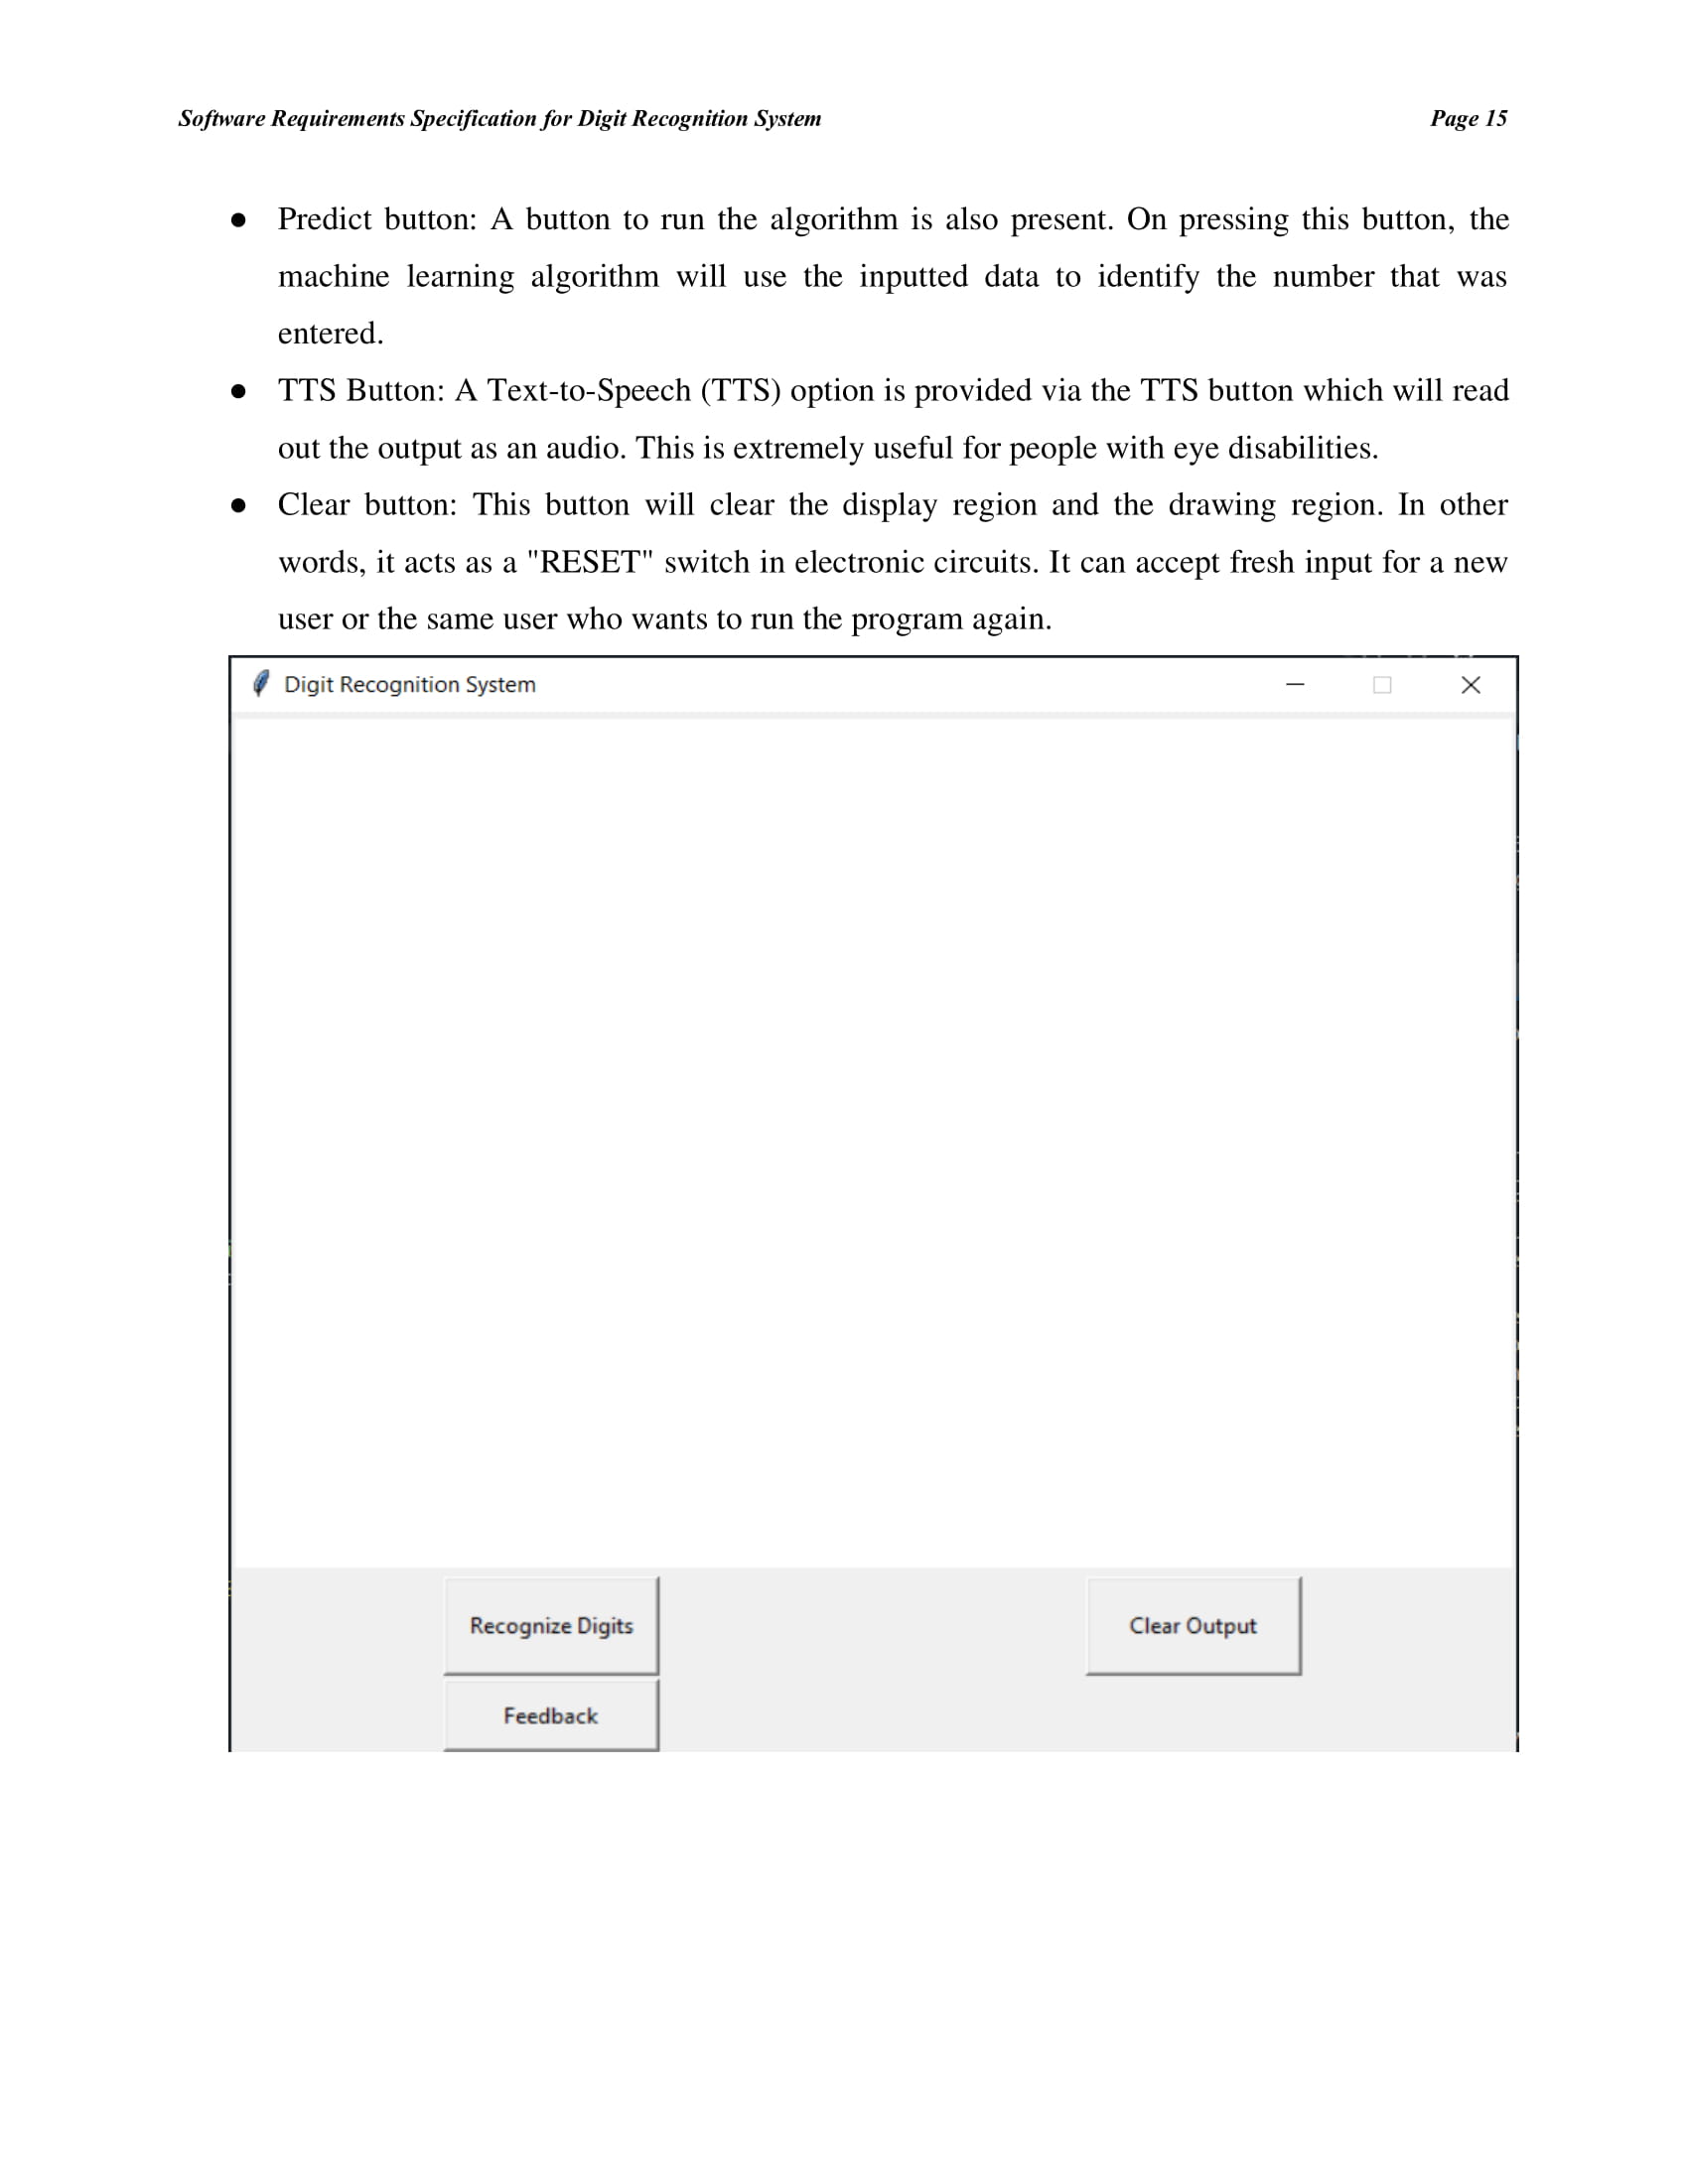 Software Requirements Specification for Digit Recognition System Page 15
● Predict button: A button to run the algorithm is also present. On pressing this button, the
machine learning algorithm will use the inputted data to identify the number that was
entered.
● TTS Button: A Text-to-Speech (TTS) option is provided via the TTS button which will read
out the output as an audio. This is extremely useful for people with eye disabilities.
● Clear button: This button will clear the display region and the drawing region. In other
words, it acts as a "RESET" switch in electronic circuits. It can accept fresh input for a new
user or the same user who wants to run the program again.
Digit Recognition System
Recognize Digits Clear Output
Feedback